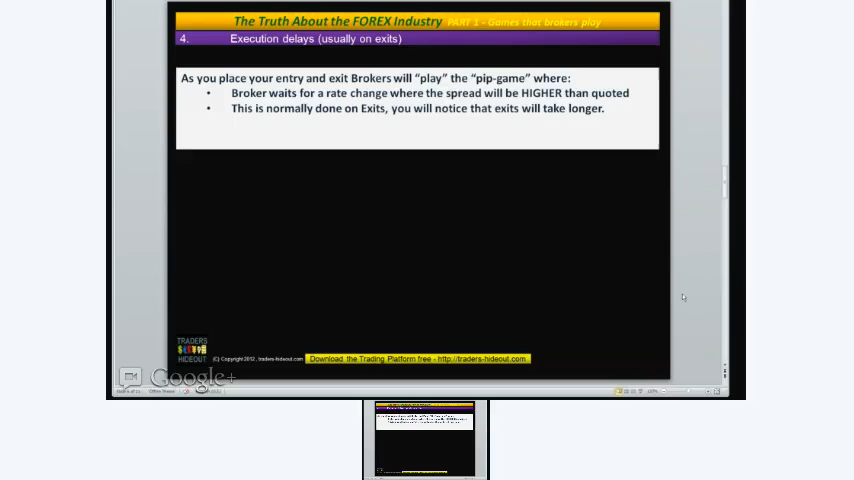 The Truth About the FOREX Industry PART 1 - Games that brokers play
4. Execution delays (usually on exits)
As you place your entry and exit Brokers will “play” the “pip-game” where:
• Broker waits for a rate change where the spread will be HIGHER than quoted
• This is normally done on Exits, you will notice that exits will take longer.
TRADERS
HIDEOUT
(C) Copyright 2012, traders-hideout.com
Download the Trading Platform free - http://traders-hideout.com
Google+